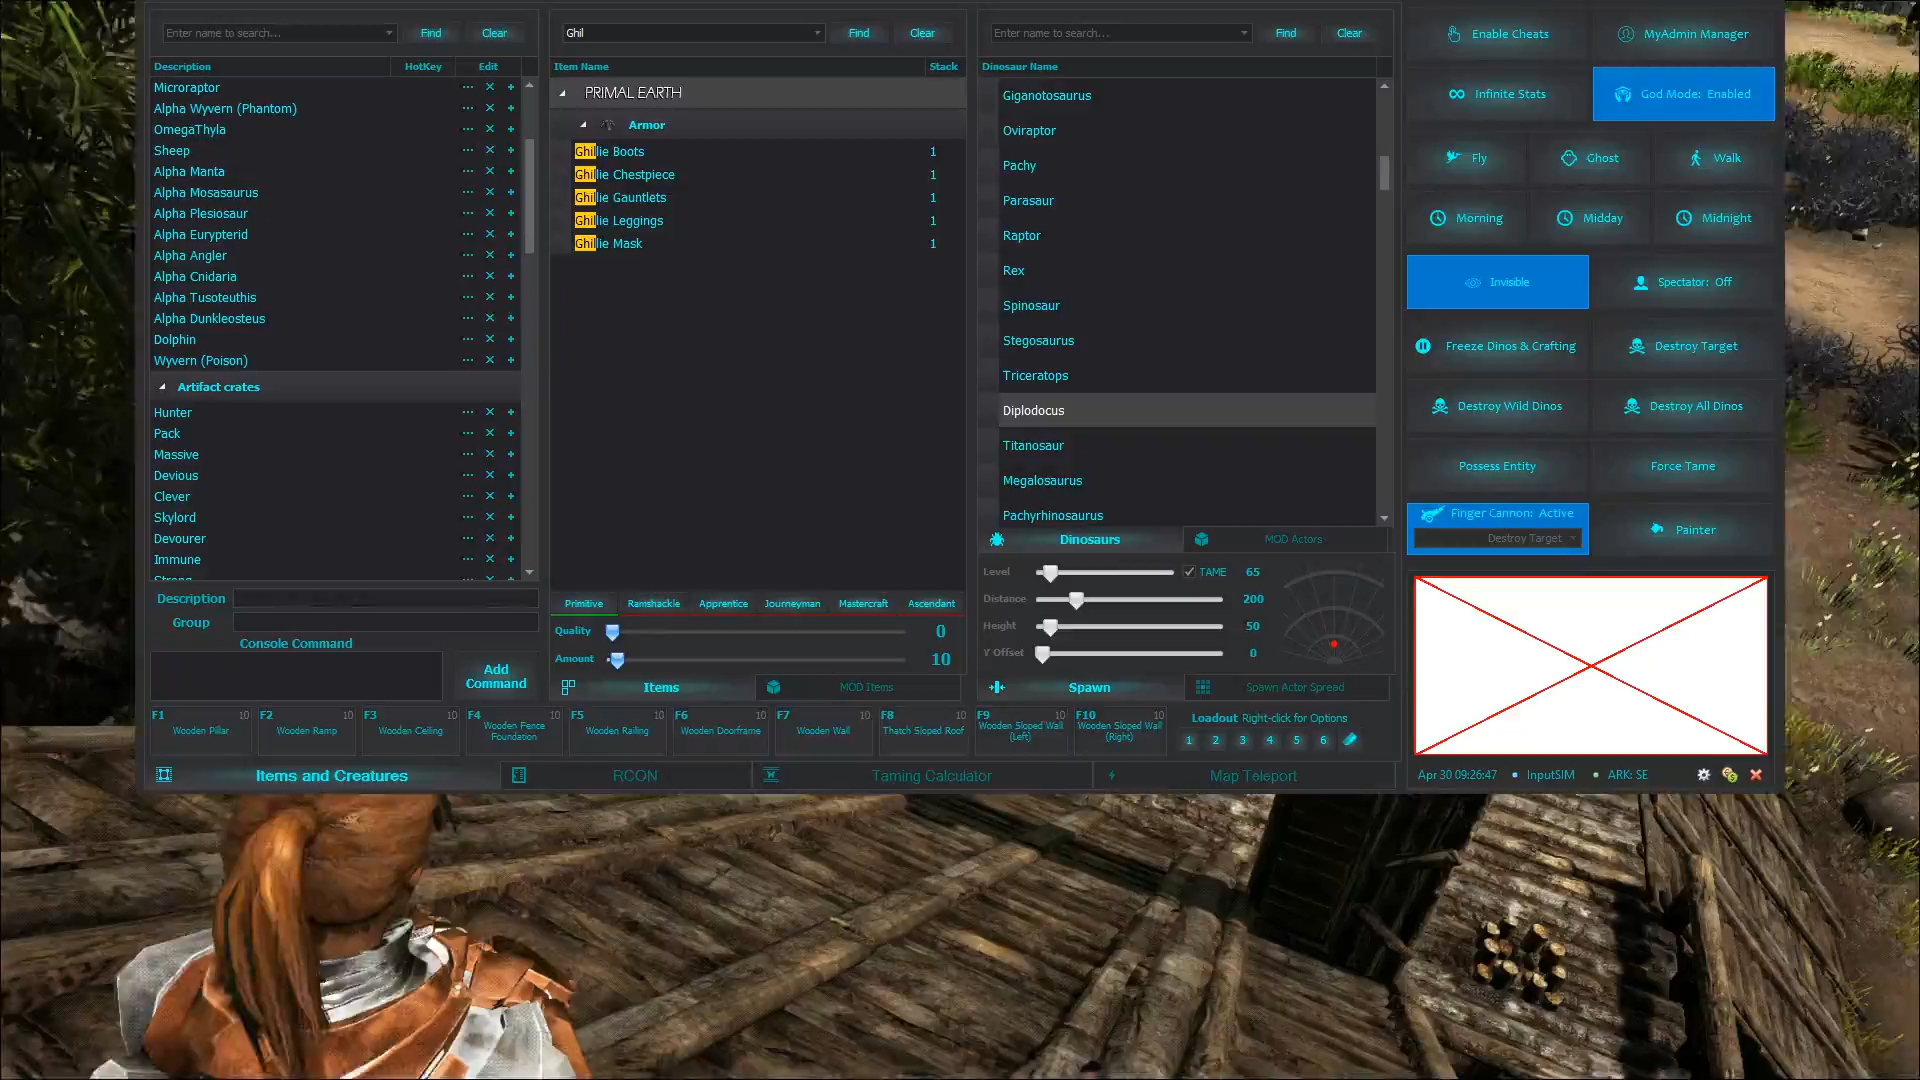 Enter name to search...
Find
Clear
Description
HotKey
Edit
Microraptor
Alpha Wyvern (Phantom)
OmegaThyla
Sheep
Alpha Manta
Alpha Mosasaurus
Alpha Plesiosaur
Alpha Eurypterid
Alpha Angler
Alpha Cnidaria
Alpha Tusoteuthis
Alpha Dunkleosteus
Dolphin
Wyvern (Poison)
Artifact crates
Hunter
Pack
Massive
Devious
Clever
Skylord
Devourer
Immune
Strong
Description
Group
Console Command
Add
Command
Ghil
Find
Clear
Item Name
Stack
PRIMAL EARTH
Armor
Ghillie Boots 1
Ghillie Chestpiece 1
Ghillie Gauntlets 1
Ghillie Leggings 1
Ghillie Mask 1
Primitive
Ramshackle
Apprentice
Journeyman
Mastercraft
Ascendant
Quality 0
Amount 10
Items
MOD Items
Enter name to search...
Find
Clear
Dinosaur Name
Giganotosaurus
Oviraptor
Pachy
Parasaur
Raptor
Rex
Spinosaur
Stegosaurus
Triceratops
Diplodocus
Titanosaur
Megalosaurus
Pachyrhinosaurus
Dinosaurs
MOD Actors
Level TAME 65
Distance 200
Height 50
Y Offset 0
Spawn
Spawn Actor Spread
F1 10
Wooden Pillar
F2 10
Wooden Ramp
F3 10
Wooden Ceiling
F4 10
Wooden Fence
Foundation
F5 10
Wooden Railing
F6 10
Wooden Doorframe
F7 10
Wooden Wall
F8 10
Thatch Sloped Roof
F9 10
Wooden Sloped Wall
(Left)
F10 10
Wooden Sloped Wall
(Right)
Loadout Right-click for Options
1 2 3 4 5 6
Items and Creatures
RCON
Taming Calculator
Map Teleport
Enable Cheats
MyAdmin Manager
Infinite Stats
God Mode: Enabled
Fly
Ghost
Walk
Morning
Midday
Midnight
Invisible
Spectator: Off
Freeze Dinos & Crafting
Destroy Target
Destroy Wild Dinos
Destroy All Dinos
Possess Entity
Force Tame
Finger Cannon: Active
Destroy Target
Painter
Apr 30 09:26:47
InputSIM
ARK: SE